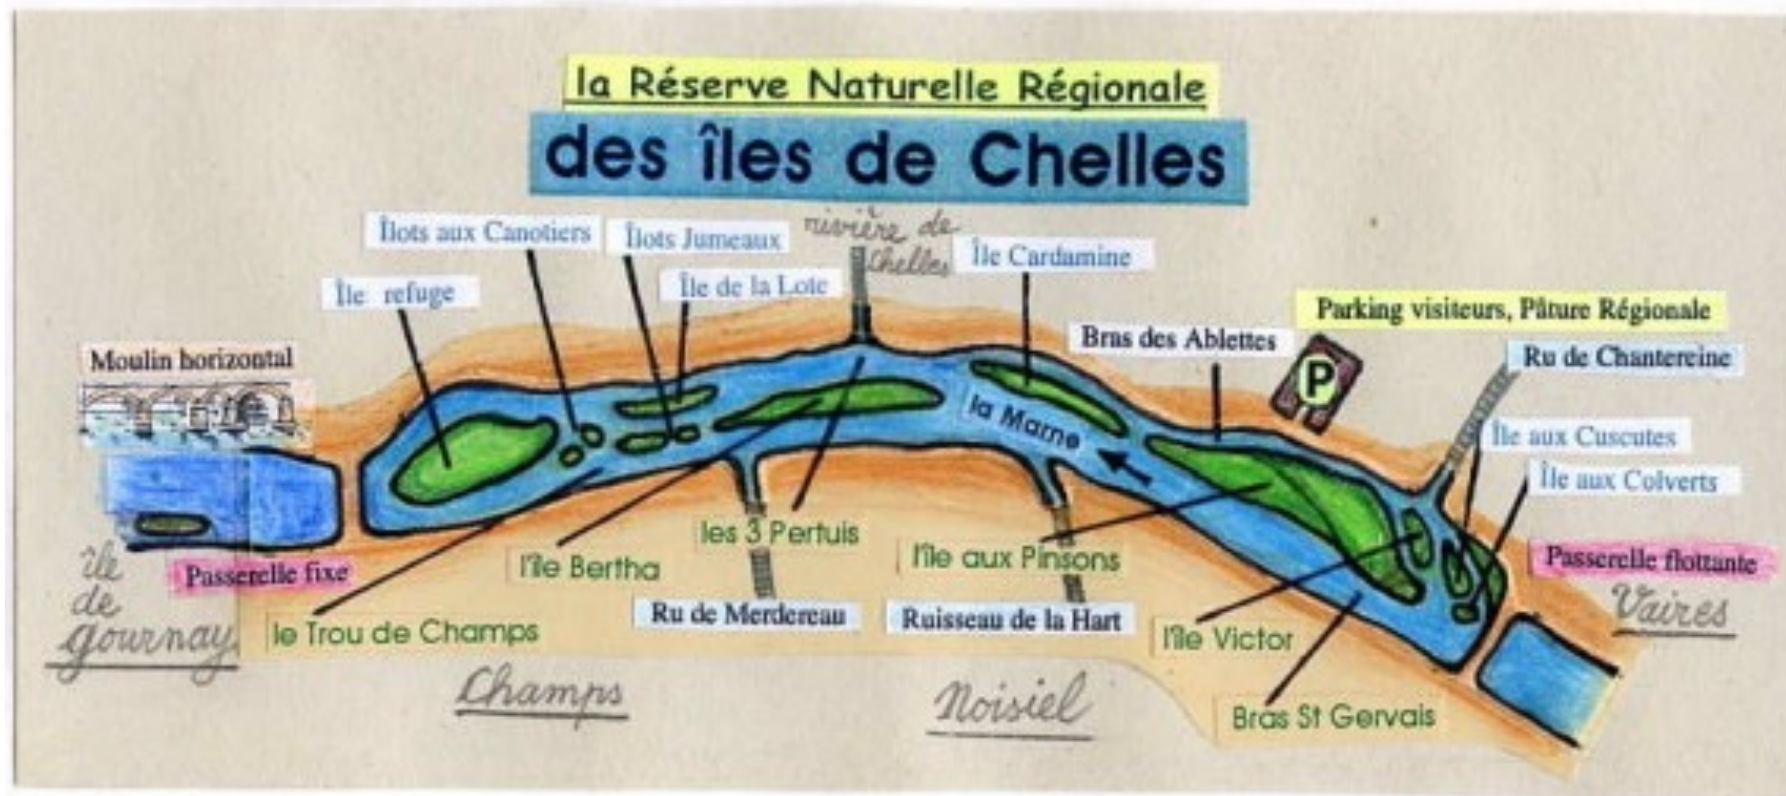 la Réserve Naturelle Régionale
des îles de Chelles
Îlots aux Canotiers
Îlots Jumeaux
rivière de
Chelles
Île Cardamine
Île refuge
Île de la Lote
Parking visiteurs, Pâture Régionale
Moulin horizontal
Bras des Ablettes
P
Ru de Chantereine
la Marne
Île aux Cuscutes
Île aux Colverts
les 3 Pertuis
l'île Bertha
l'île aux Pinsons
Passerelle fixe
Passerelle flottante
île
de
gournay
Ru de Merdereau
Ruisseau de la Hart
Vaires
le Trou de Champs
l'île Victor
Champs
Noisiel
Bras St Gervais